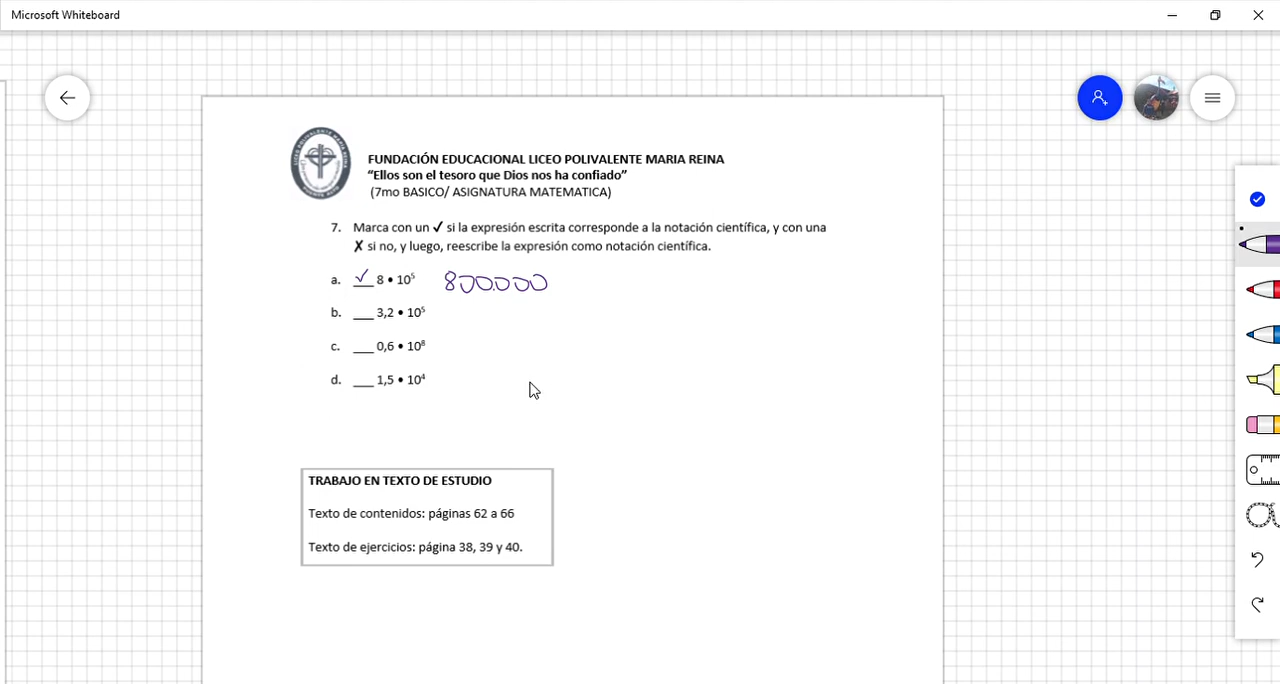 Microsoft Whiteboard
FUNDACIÓN EDUCACIONAL LICEO POLIVALENTE MARIA REINA
“Ellos son el tesoro que Dios nos ha confiado”
(7mo BASICO/ ASIGNATURA MATEMATICA)
7. Marca con un ✓ si la expresión escrita corresponde a la notación científica, y con una
✗ si no, y luego, reescribe la expresión como notación científica.
a. ✓ 8 • 10⁵ 800.000
b. ___ 3,2 • 10⁵
c. ___ 0,6 • 10⁸
d. ___ 1,5 • 10⁴
TRABAJO EN TEXTO DE ESTUDIO
Texto de contenidos: páginas 62 a 66
Texto de ejercicios: página 38, 39 y 40.